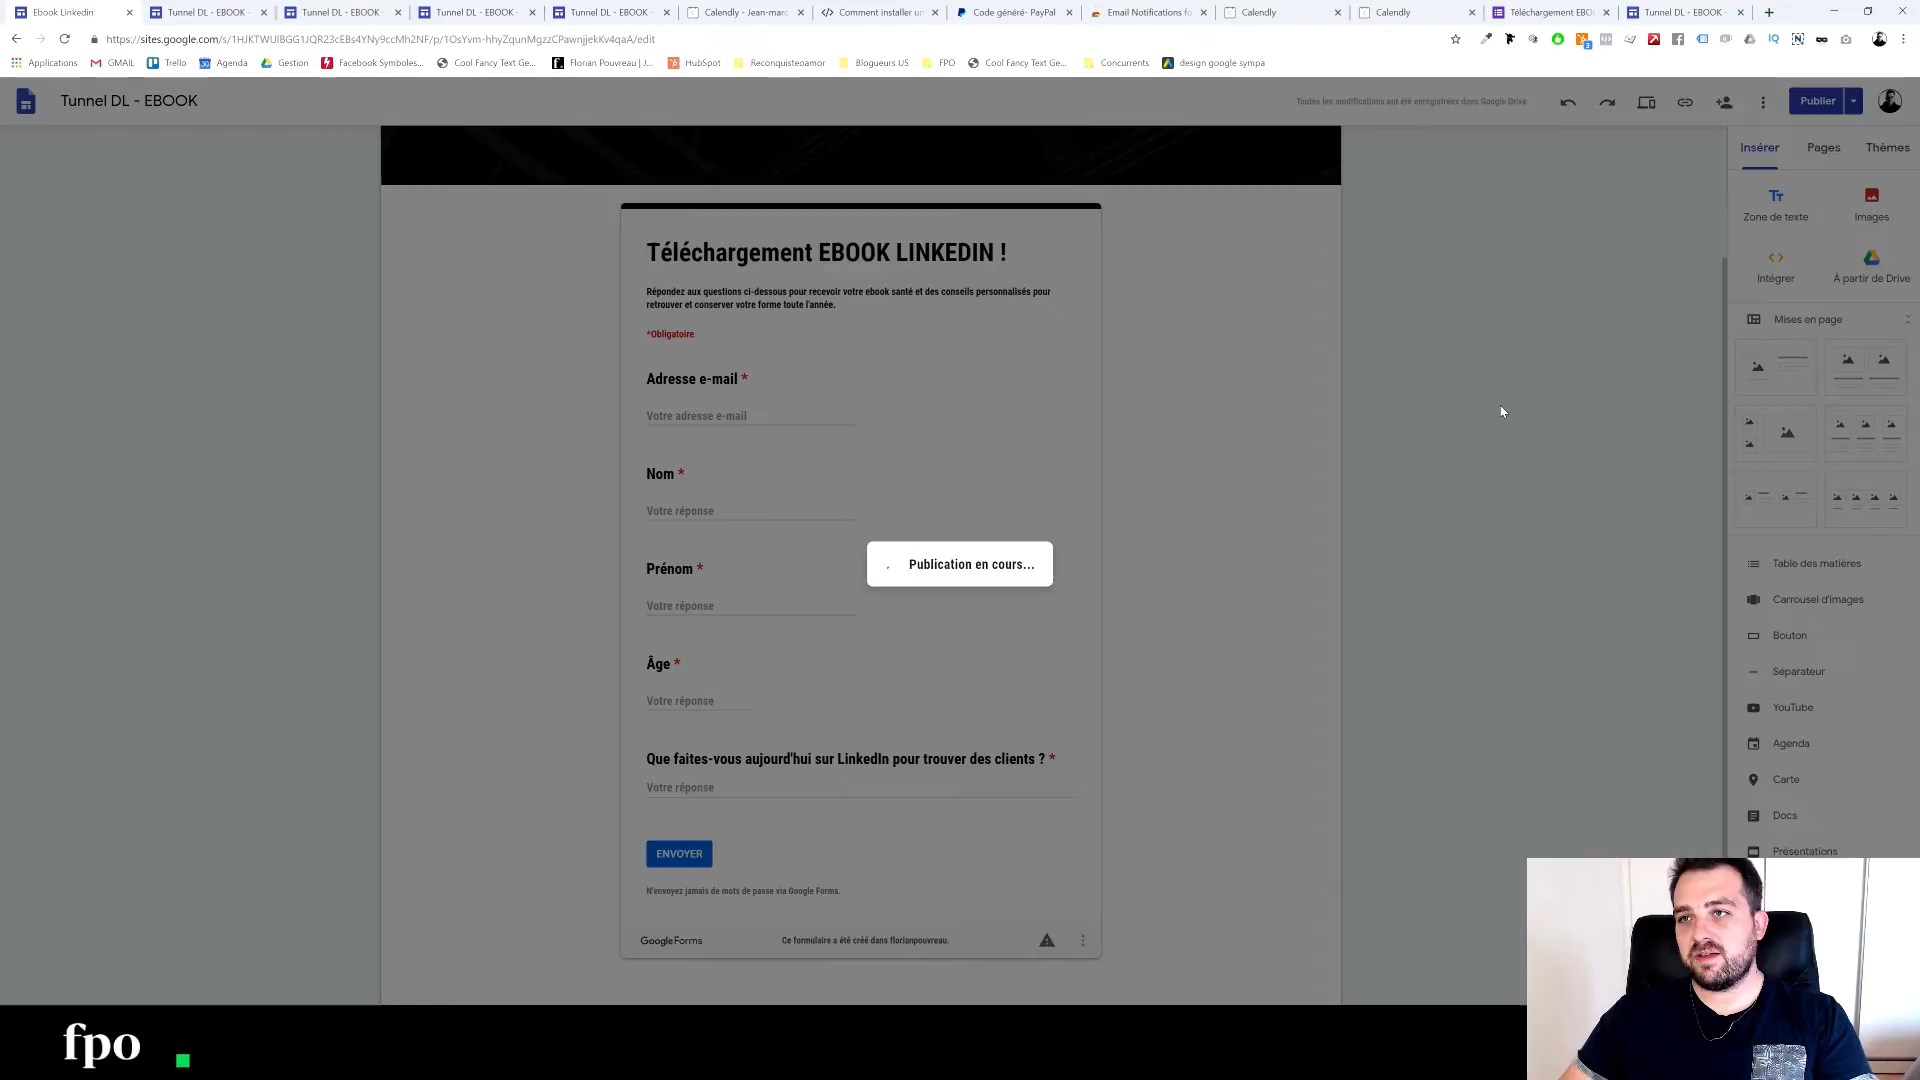 Ebook Linkedin
Tunnel DL - EBOOK -
Tunnel DL - EBOOK -
Tunnel DL - EBOOK -
Tunnel DL - EBOOK -
Calendly - Jean-marc
Comment installer un
Code généré- PayPal
Email Notifications fo
Calendly
Calendly
Téléchargement EBO
Tunnel DL - EBOOK -
Applications
GMAIL
Trello
Agenda
Gestion
Facebook Symboles...
Cool Fancy Text Ge...
Florian Pouvreau | J...
HubSpot
Reconquisteoamor
Blogueurs US
FPO
Cool Fancy Text Ge...
Concurrents
design google sympa
Tunnel DL - EBOOK
Toutes les modifications ont été enregistrées dans Google Drive.
Publier
Insérer
Pages
Thèmes
Zone de texte
Images
Intégrer
À partir de Drive
Mises en page
Téléchargement EBOOK LINKEDIN !
Répondez aux questions ci-dessous pour recevoir votre ebook santé et des conseils personnalisés pour
retrouver et conserver votre forme toute l'année.
*Obligatoire
Adresse e-mail *
Votre adresse e-mail
Nom *
Votre réponse
Prénom *
Votre réponse
Publication en cours...
Âge *
Votre réponse
Que faites-vous aujourd'hui sur LinkedIn pour trouver des clients ? *
Votre réponse
ENVOYER
N'envoyez jamais de mots de passe via Google Forms.
Google Forms
Ce formulaire a été créé dans florianpouvreau.
Table des matières
Carrousel d'images
Bouton
Séparateur
YouTube
Agenda
Carte
Docs
Présentations
fpo